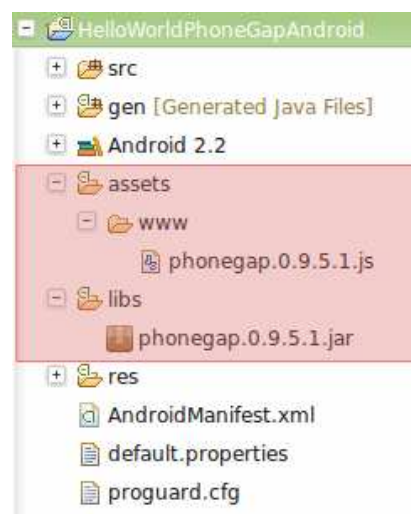 HelloWorldPhoneGapAndroid
src
gen [Generated Java Files]
Android 2.2
assets
www
phonegap.0.9.5.1.js
libs
phonegap.0.9.5.1.jar
res
AndroidManifest.xml
default.properties
proguard.cfg